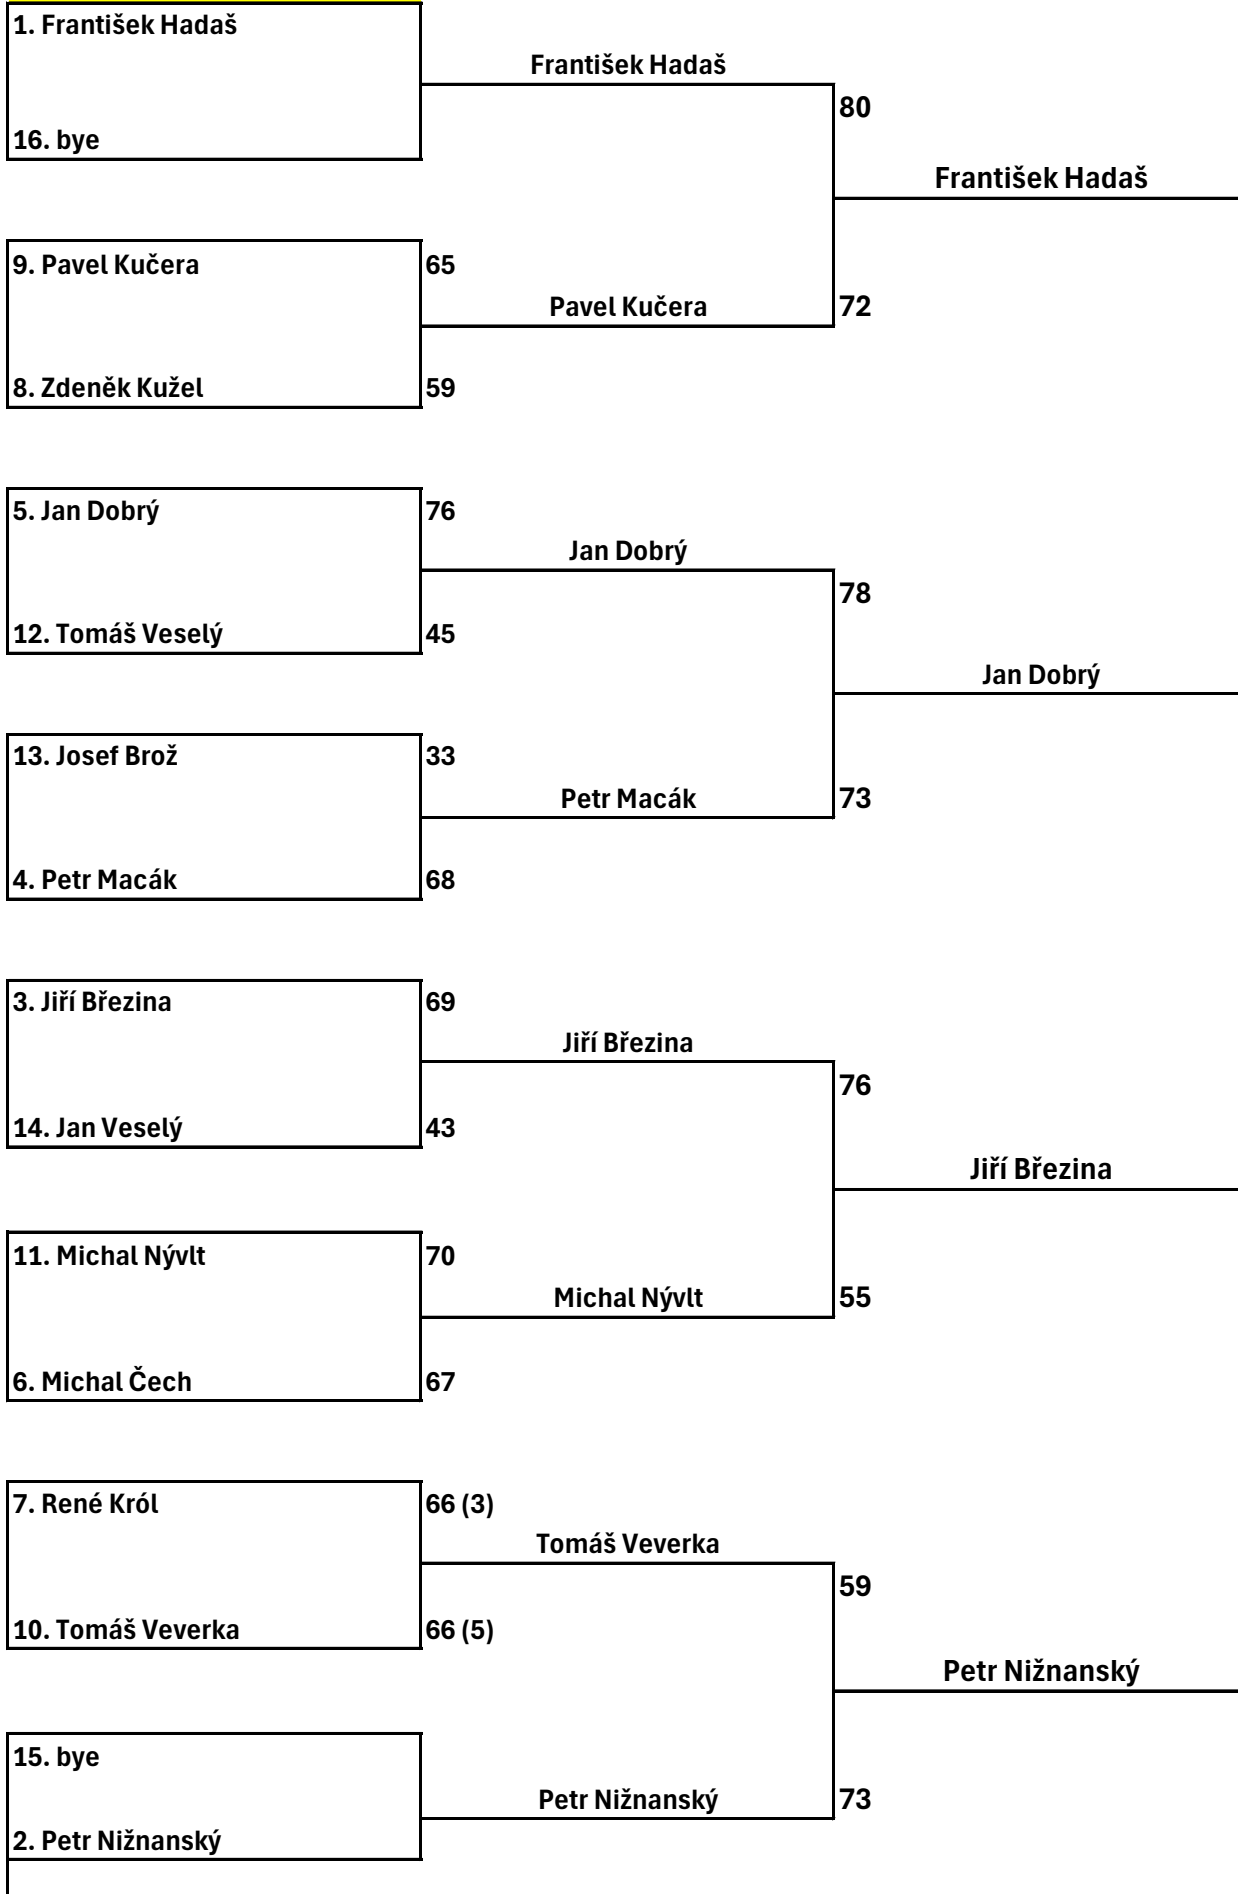 1. František Hadaš
František Hadaš
80
16. bye
František Hadaš
9. Pavel Kučera 65
Pavel Kučera 72
8. Zdeněk Kužel 59
5. Jan Dobrý 76
Jan Dobrý
78
12. Tomáš Veselý 45
Jan Dobrý
13. Josef Brož 33
Petr Macák 73
4. Petr Macák 68
3. Jiří Březina 69
Jiří Březina
76
14. Jan Veselý 43
Jiří Březina
11. Michal Nývlt 70
Michal Nývlt 55
6. Michal Čech 67
7. René Król 66 (3)
Tomáš Veverka
59
10. Tomáš Veverka 66 (5)
Petr Nižnanský
15. bye
Petr Nižnanský 73
2. Petr Nižnanský